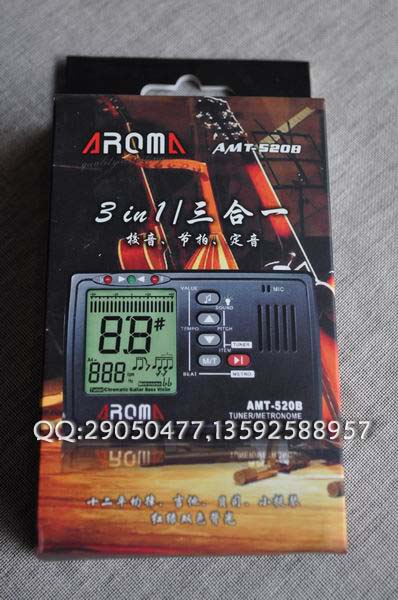 AROMA
AMT-520B
3 in 1/三合一
校音、节拍、定音
VALUE
SOUND
MIC
TEMPO
PITCH
ITEM
TUNER
M/T
BEAT
METRO.
Tuner Chromatic Guitar Bass Violin
AROMA
AMT-520B
TUNER/METRONOME
QQ:29050477,13592588957
十二平均律、吉他、贝司、小提琴
红绿双色背光